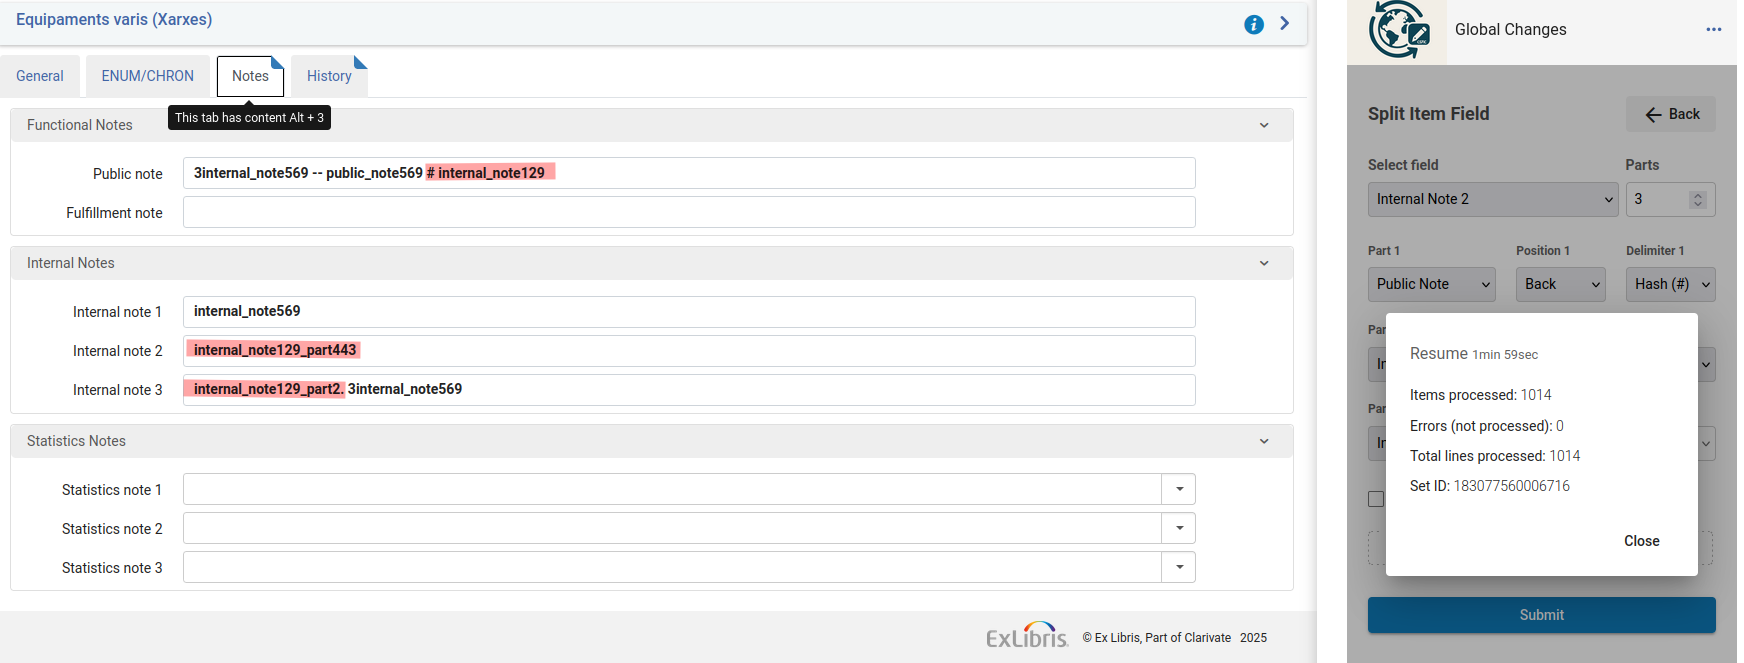 Equipaments varis (Xarxes)
General
ENUM/CHRON
Notes
History
This tab has content Alt + 3
Functional Notes
Public note
3internal_note569 -- public_note569 # internal_note129
Fulfillment note
Internal Notes
Internal note 1
internal_note569
Internal note 2
internal_note129_part443
Internal note 3
internal_note129_part2. 3internal_note569
Statistics Notes
Statistics note 1
Statistics note 2
Statistics note 3
ExLibris
© Ex Libris, Part of Clarivate 2025
Global Changes
Split Item Field
Back
Select field
Parts
Internal Note 2
3
Part 1
Position 1
Delimiter 1
Public Note
Back
Hash (#)
Resume 1min 59sec
Items processed: 1014
Errors (not processed): 0
Total lines processed: 1014
Set ID: 183077560006716
Close
Submit